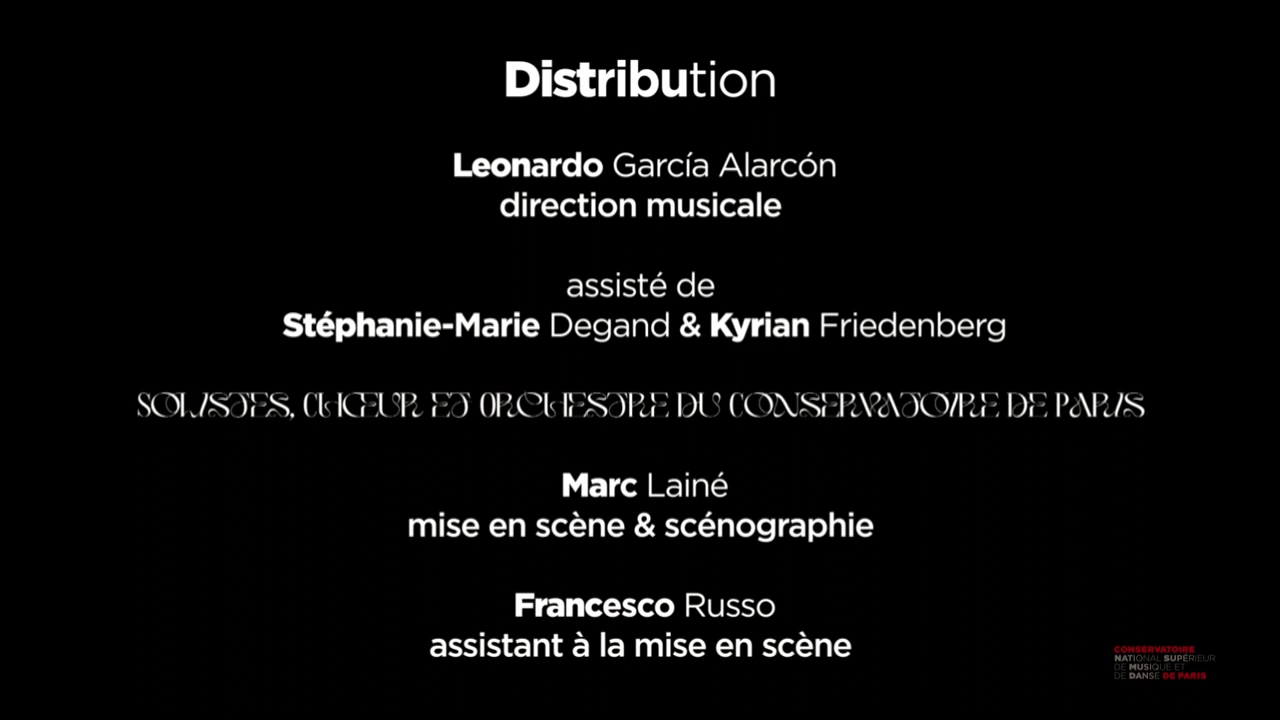 Distribution
Leonardo García Alarcón
direction musicale
assisté de
Stéphanie-Marie Degand & Kyrian Friedenberg
SOLISTES, CHŒUR ET ORCHESTRE DU CONSERVATOIRE DE PARIS
Marc Lainé
mise en scène & scénographie
Francesco Russo
assistant à la mise en scène
CONSERVATOIRE
NATIONAL SUPÉRIEUR
DE MUSIQUE ET
DE DANSE DE PARIS